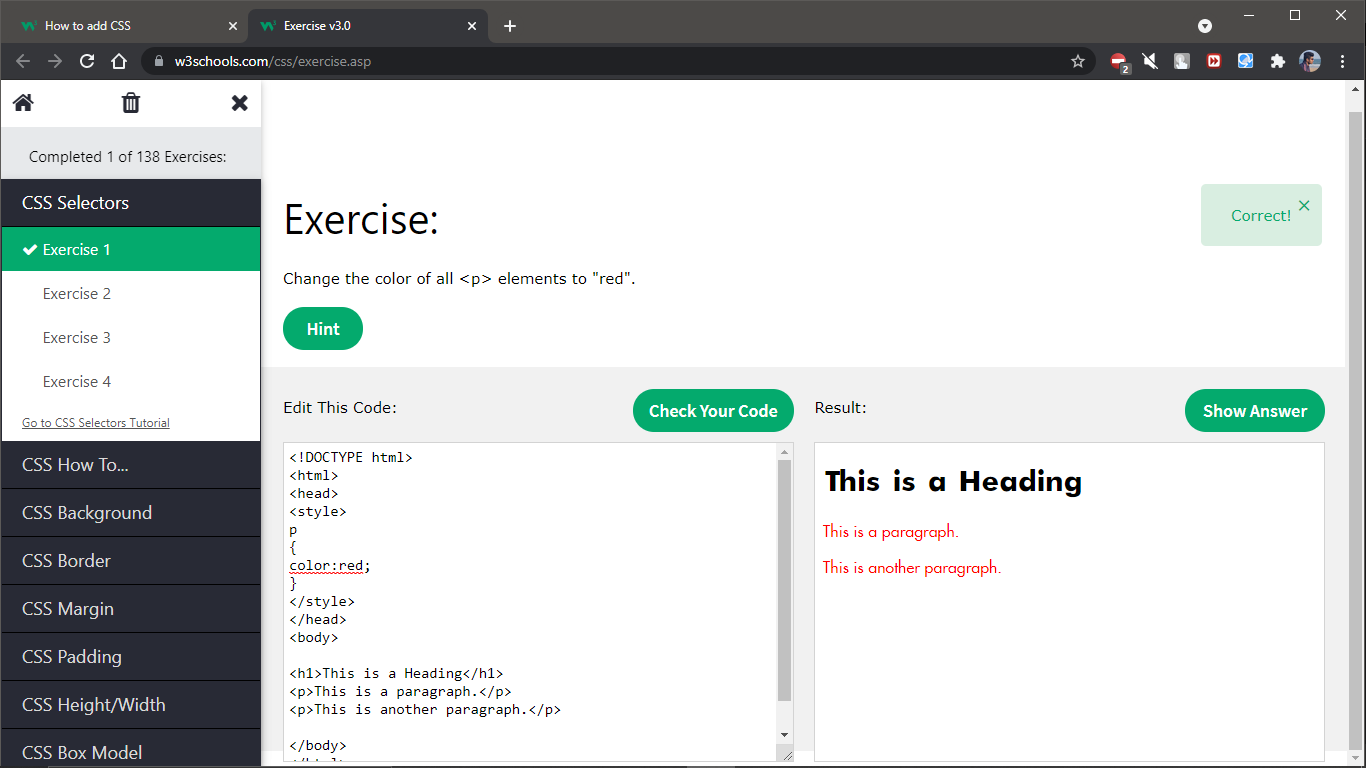 How to add CSS
Exercise v3.0
w3schools.com/css/exercise.asp
2
Completed 1 of 138 Exercises:
CSS Selectors
Exercise 1
Exercise 2
Exercise 3
Exercise 4
Go to CSS Selectors Tutorial
CSS How To...
CSS Background
CSS Border
CSS Margin
CSS Padding
CSS Height/Width
CSS Box Model
Exercise:
Correct!
Change the color of all <p> elements to "red".
Hint
Edit This Code:
Check Your Code
<!DOCTYPE html>
<html>
<head>
<style>
p
{
color:red;
}
</style>
</head>
<body>
<h1>This is a Heading</h1>
<p>This is a paragraph.</p>
<p>This is another paragraph.</p>
</body>
Result:
Show Answer
This is a Heading
This is a paragraph.
This is another paragraph.